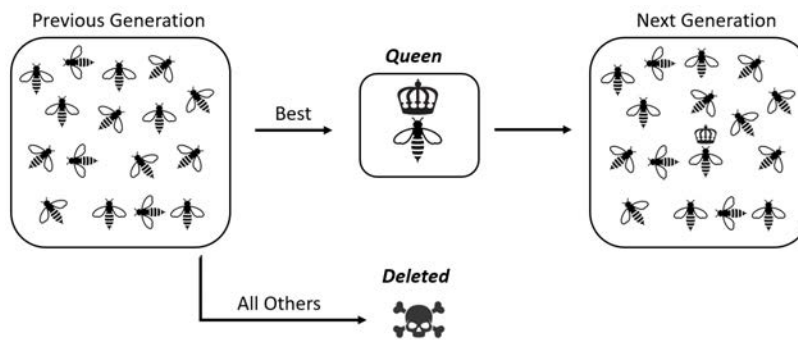 Previous Generation
Queen
Next Generation
Best
Deleted
All Others